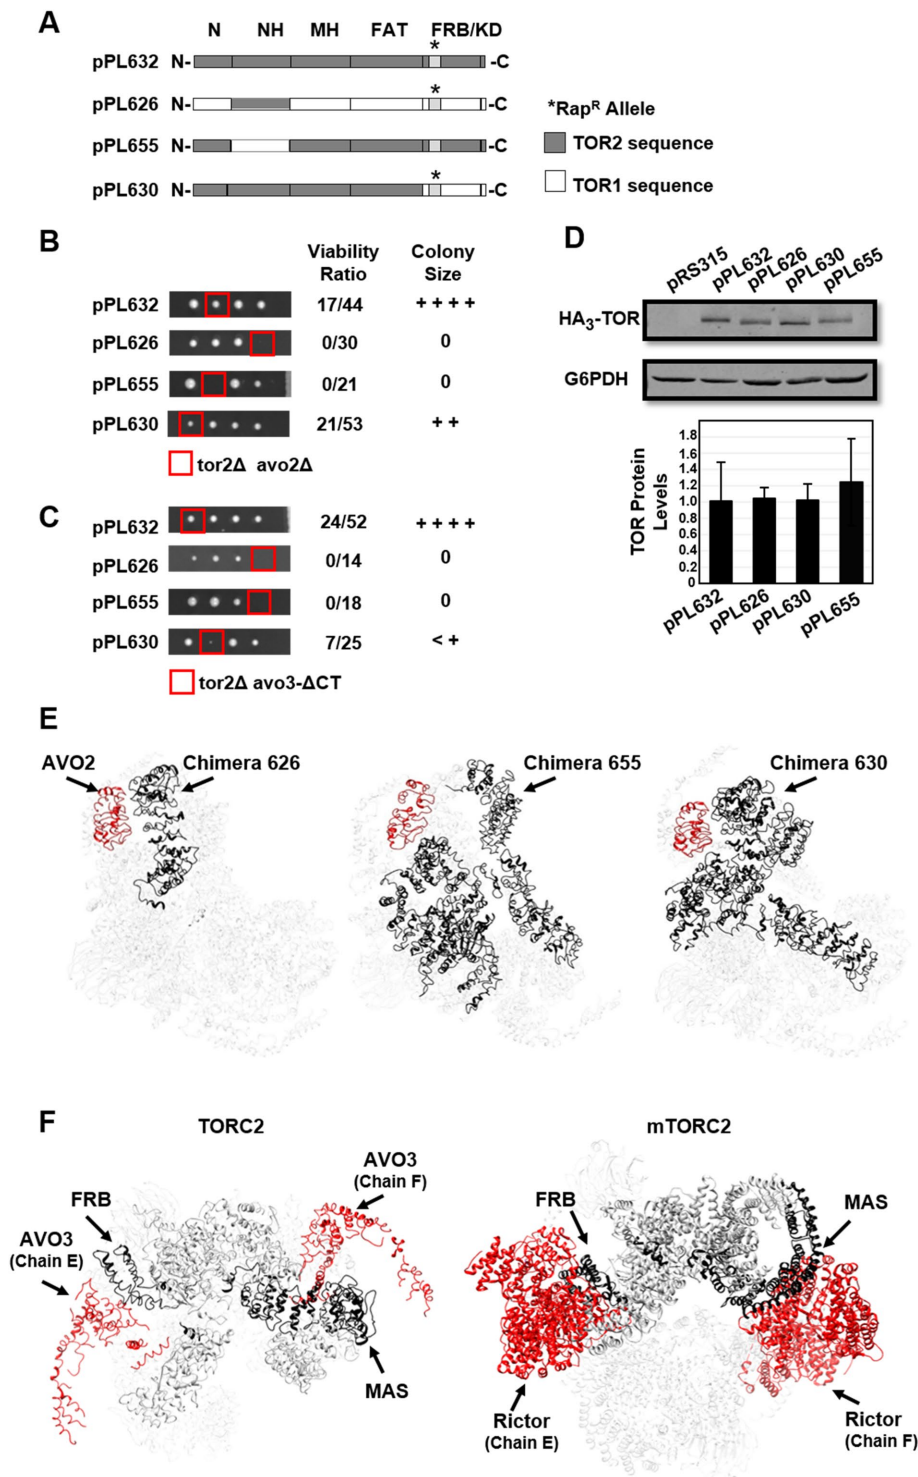 A
N NH MH FAT FRB/KD
*
pPL632 N- -C
*
pPL626 N- -C
*Rapᴿ Allele
pPL655 N- -C
TOR2 sequence
*
pPL630 N- -C
TOR1 sequence
B
Viability Ratio
Colony Size
pPL632 17/44 ++++
pPL626 0/30 0
pPL655 0/21 0
pPL630 21/53 ++
tor2Δ avo2Δ
C
pPL632 24/52 ++++
pPL626 0/14 0
pPL655 0/18 0
pPL630 7/25 <+
tor2Δ avo3-ΔCT
D
pRS315 pPL632 pPL626 pPL630 pPL655
HA₃-TOR
G6PDH
TOR Protein Levels
1.8
1.6
1.4
1.2
1.0
0.8
0.6
0.4
0.2
0
pPL632 pPL626 pPL630 pPL655
E
AVO2 Chimera 626 Chimera 655 Chimera 630
F
TORC2 mTORC2
AVO3
(Chain F)
FRB
AVO3
(Chain E)
MAS
FRB
MAS
Rictor
(Chain E)
Rictor
(Chain F)